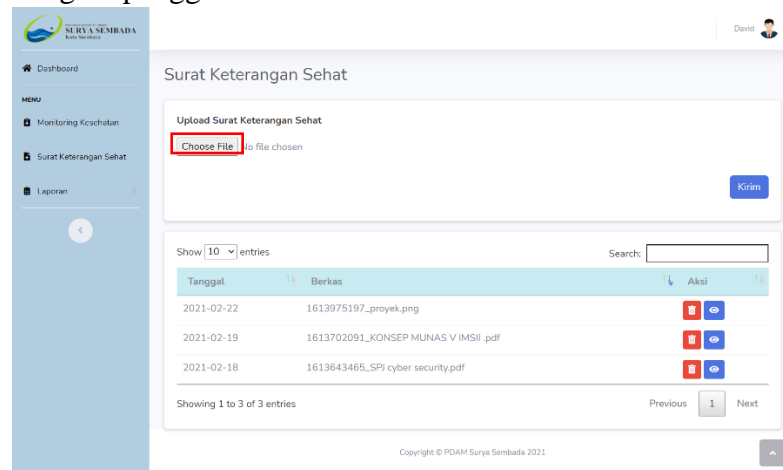 SURYA SEMBADA
Kota Surabaya
David
Dashboard
Surat Keterangan Sehat
MENU
Monitoring Kesehatan
Upload Surat Keterangan Sehat
Choose File No file chosen
Surat Keterangan Sehat
Laporan
Kirim
Show 10 entries
Search:
Tanggal Berkas Aksi
2021-02-22 1613975197_proyek.png
2021-02-19 1613702091_KONSEP MUNAS V IMSII .pdf
2021-02-18 1613643465_SPJ cyber security.pdf
Showing 1 to 3 of 3 entries
Previous 1 Next
Copyright © PDAM Surya Sembada 2021